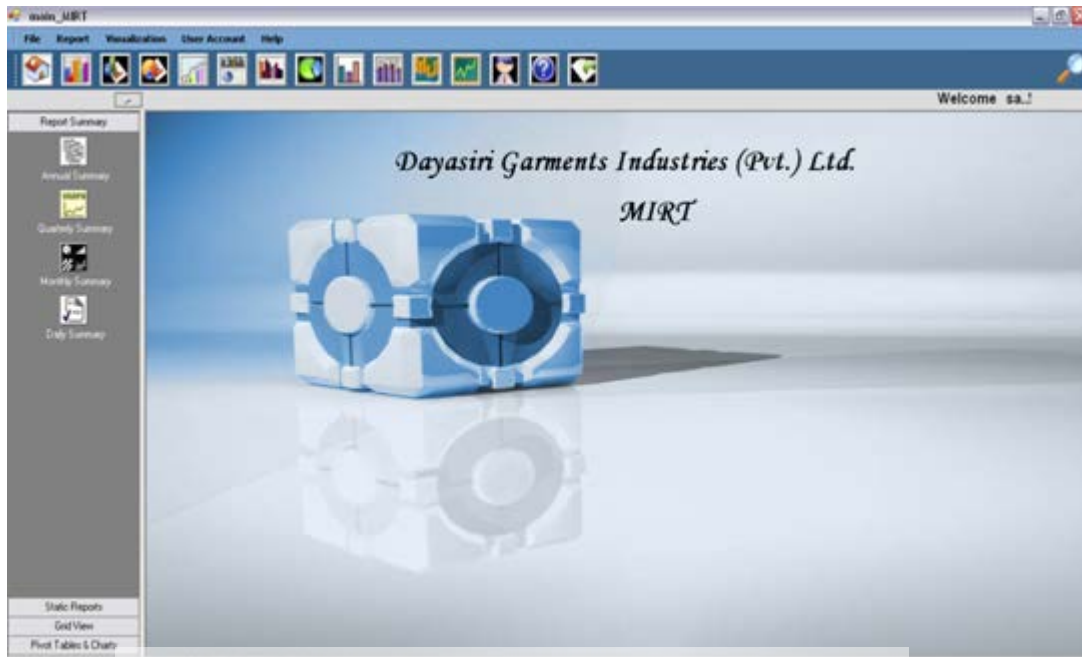 main_MIRT
File Report Visualization User Account Help
Welcome sa..!
Report Summary
Annual Summary
Quarterly Summary
Monthly Summary
Daily Summary
Dayasiri Garments Industries (Pvt.) Ltd.
MIRT
Static Reports
Grid View
Pivot Tables & Charts